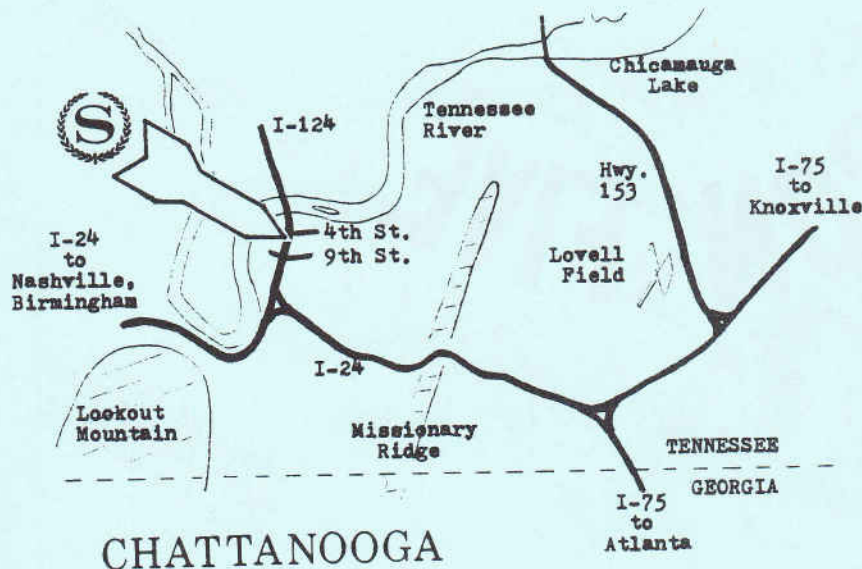 Chicamauga
Lake
S
I-124
Tennessee
River
Hwy.
153
I-75
to
Knoxville
4th St.
9th St.
I-24
to
Nashville,
Birmingham
Lovell
Field
I-24
Lookout
Mountain
Missionary
Ridge
TENNESSEE
GEORGIA
I-75
to
Atlanta
CHATTANOOGA